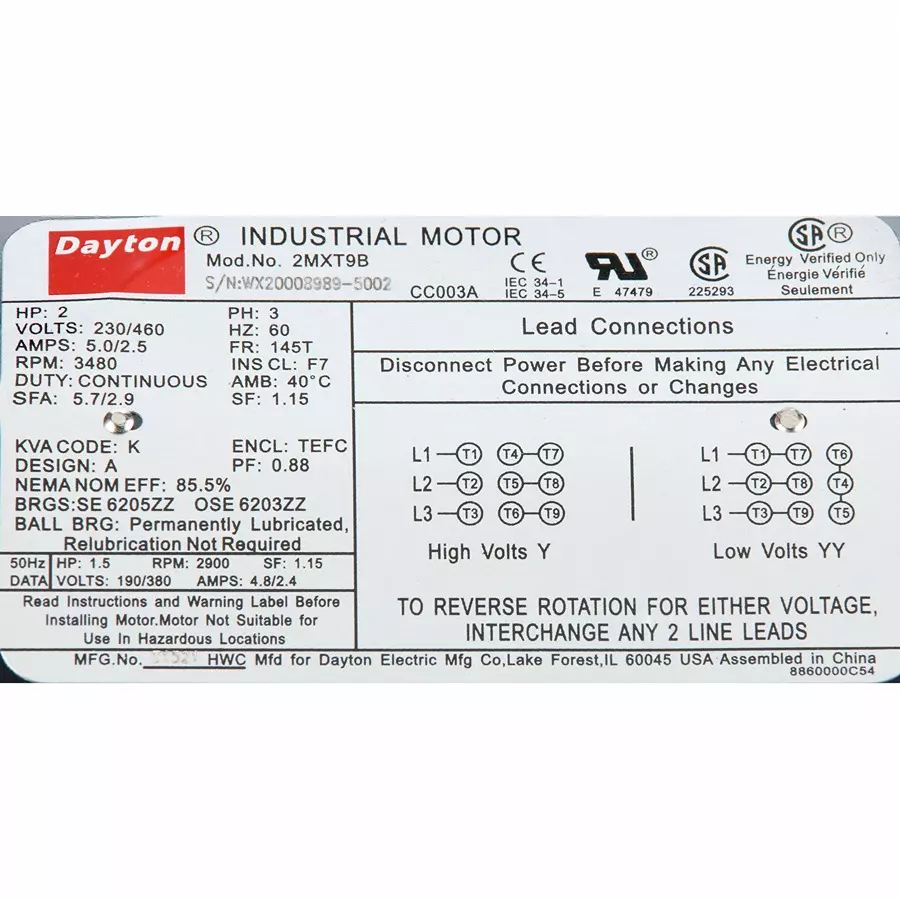 Dayton ® INDUSTRIAL MOTOR
Mod.No. 2MXT9B
S/N:WX20008989-5002
CC003A
CE
IEC 34-1
IEC 34-5
RU®
E 47479
SA
225293
SA ®
Energy Verified Only
Énergie Vérifié
Seulement
HP: 2 PH: 3
VOLTS: 230/460 HZ: 60
AMPS: 5.0/2.5 FR: 145T
RPM: 3480 INS CL: F7
DUTY: CONTINUOUS AMB: 40°C
SFA: 5.7/2.9 SF: 1.15
KVA CODE: K ENCL: TEFC
DESIGN: A PF: 0.88
NEMA NOM EFF: 85.5%
BRGS:SE 6205ZZ OSE 6203ZZ
BALL BRG: Permanently Lubricated,
Relubrication Not Required
50Hz HP: 1.5 RPM: 2900 SF: 1.15
DATA VOLTS: 190/380 AMPS: 4.8/2.4
Read Instructions and Warning Label Before
Installing Motor.Motor Not Suitable for
Use In Hazardous Locations
Lead Connections
Disconnect Power Before Making Any Electrical
Connections or Changes
L1 T1 T4 T7
L2 T2 T5 T8
L3 T3 T6 T9
High Volts Y
L1 T1 T7 T6
L2 T2 T8 T4
L3 T3 T9 T5
Low Volts YY
TO REVERSE ROTATION FOR EITHER VOLTAGE,
INTERCHANGE ANY 2 LINE LEADS
MFG.No. HWC Mfd for Dayton Electric Mfg Co,Lake Forest,IL 60045 USA Assembled in China
8860000C54